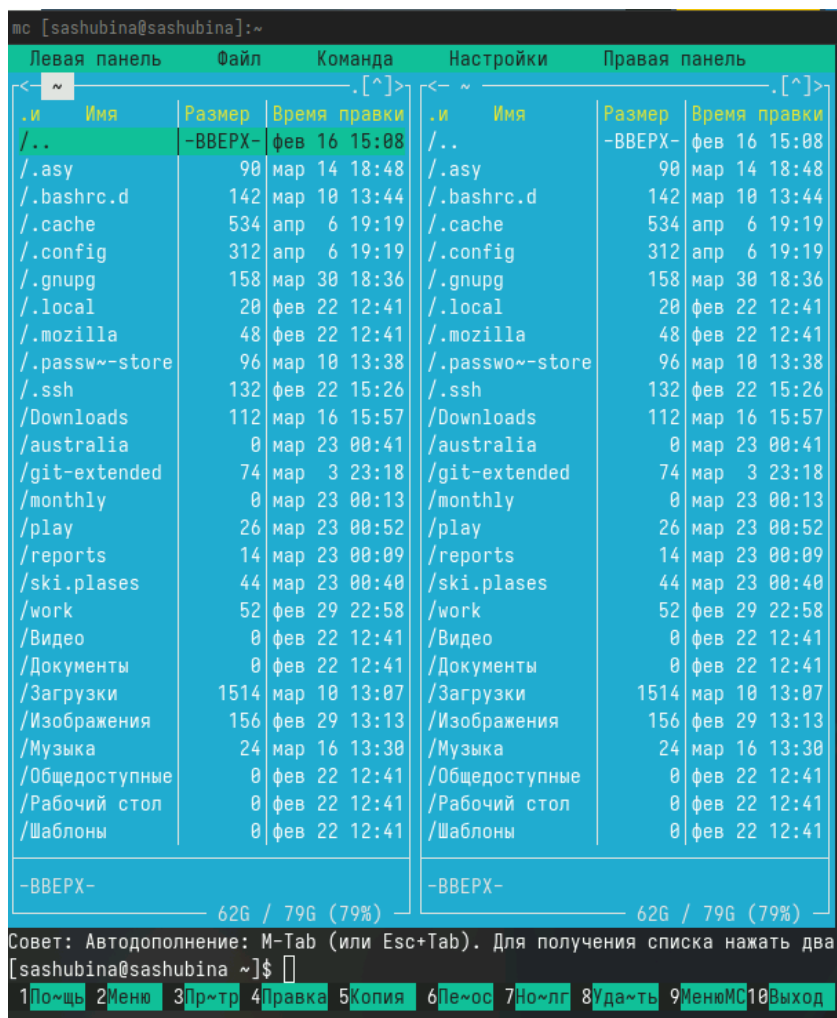 mc [sashubina@sashubina]:~
Левая панель Файл Команда Настройки Правая панель
<- ~ .[^]> <- ~ .[^]>
.и Имя Размер Время правки .и Имя Размер Время правки
/.. -ВВЕРХ- фев 16 15:08 /.. -ВВЕРХ- фев 16 15:08
/.asy 90 мар 14 18:48 /.asy 90 мар 14 18:48
/.bashrc.d 142 мар 10 13:44 /.bashrc.d 142 мар 10 13:44
/.cache 534 апр 6 19:19 /.cache 534 апр 6 19:19
/.config 312 апр 6 19:19 /.config 312 апр 6 19:19
/.gnupg 158 мар 30 18:36 /.gnupg 158 мар 30 18:36
/.local 20 фев 22 12:41 /.local 20 фев 22 12:41
/.mozilla 48 фев 22 12:41 /.mozilla 48 фев 22 12:41
/.passw~-store 96 мар 10 13:38 /.passwo~-store 96 мар 10 13:38
/.ssh 132 фев 22 15:26 /.ssh 132 фев 22 15:26
/Downloads 112 мар 16 15:57 /Downloads 112 мар 16 15:57
/australia 0 мар 23 00:41 /australia 0 мар 23 00:41
/git-extended 74 мар 3 23:18 /git-extended 74 мар 3 23:18
/monthly 0 мар 23 00:13 /monthly 0 мар 23 00:13
/play 26 мар 23 00:52 /play 26 мар 23 00:52
/reports 14 мар 23 00:09 /reports 14 мар 23 00:09
/ski.plases 44 мар 23 00:40 /ski.plases 44 мар 23 00:40
/work 52 фев 29 22:58 /work 52 фев 29 22:58
/Видео 0 фев 22 12:41 /Видео 0 фев 22 12:41
/Документы 0 фев 22 12:41 /Документы 0 фев 22 12:41
/Загрузки 1514 мар 10 13:07 /Загрузки 1514 мар 10 13:07
/Изображения 156 фев 29 13:13 /Изображения 156 фев 29 13:13
/Музыка 24 мар 16 13:30 /Музыка 24 мар 16 13:30
/Общедоступные 0 фев 22 12:41 /Общедоступные 0 фев 22 12:41
/Рабочий стол 0 фев 22 12:41 /Рабочий стол 0 фев 22 12:41
/Шаблоны 0 фев 22 12:41 /Шаблоны 0 фев 22 12:41
-ВВЕРХ- -ВВЕРХ-
62G / 79G (79%) 62G / 79G (79%)
Совет: Автодополнение: M-Tab (или Esc+Tab). Для получения списка нажать два
[sashubina@sashubina ~]$
1По~щь 2Меню 3Пр~тр 4Правка 5Копия 6Пе~ос 7Но~лг 8Уда~ть 9МенюМС10Выход